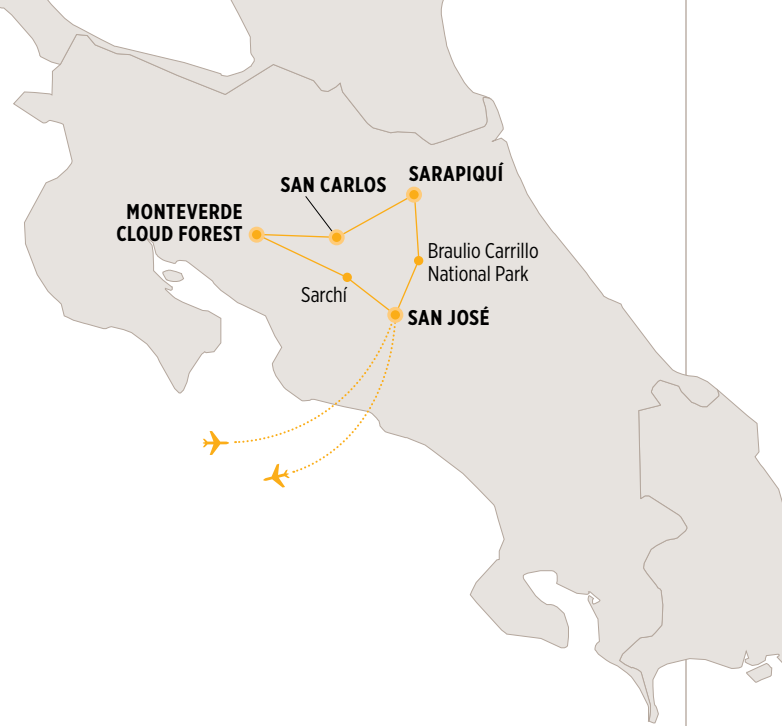 SARAPIQUÍ
SAN CARLOS
MONTEVERDE
CLOUD FOREST
Braulio Carrillo
National Park
Sarchí
SAN JOSÉ